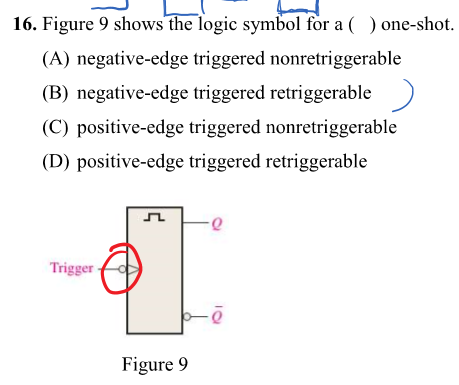 16. Figure 9 shows the logic symbol for a ( ) one-shot.
(A) negative-edge triggered nonretriggerable
(B) negative-edge triggered retriggerable
(C) positive-edge triggered nonretriggerable
(D) positive-edge triggered retriggerable
Q
Trigger
Q̅
Figure 9